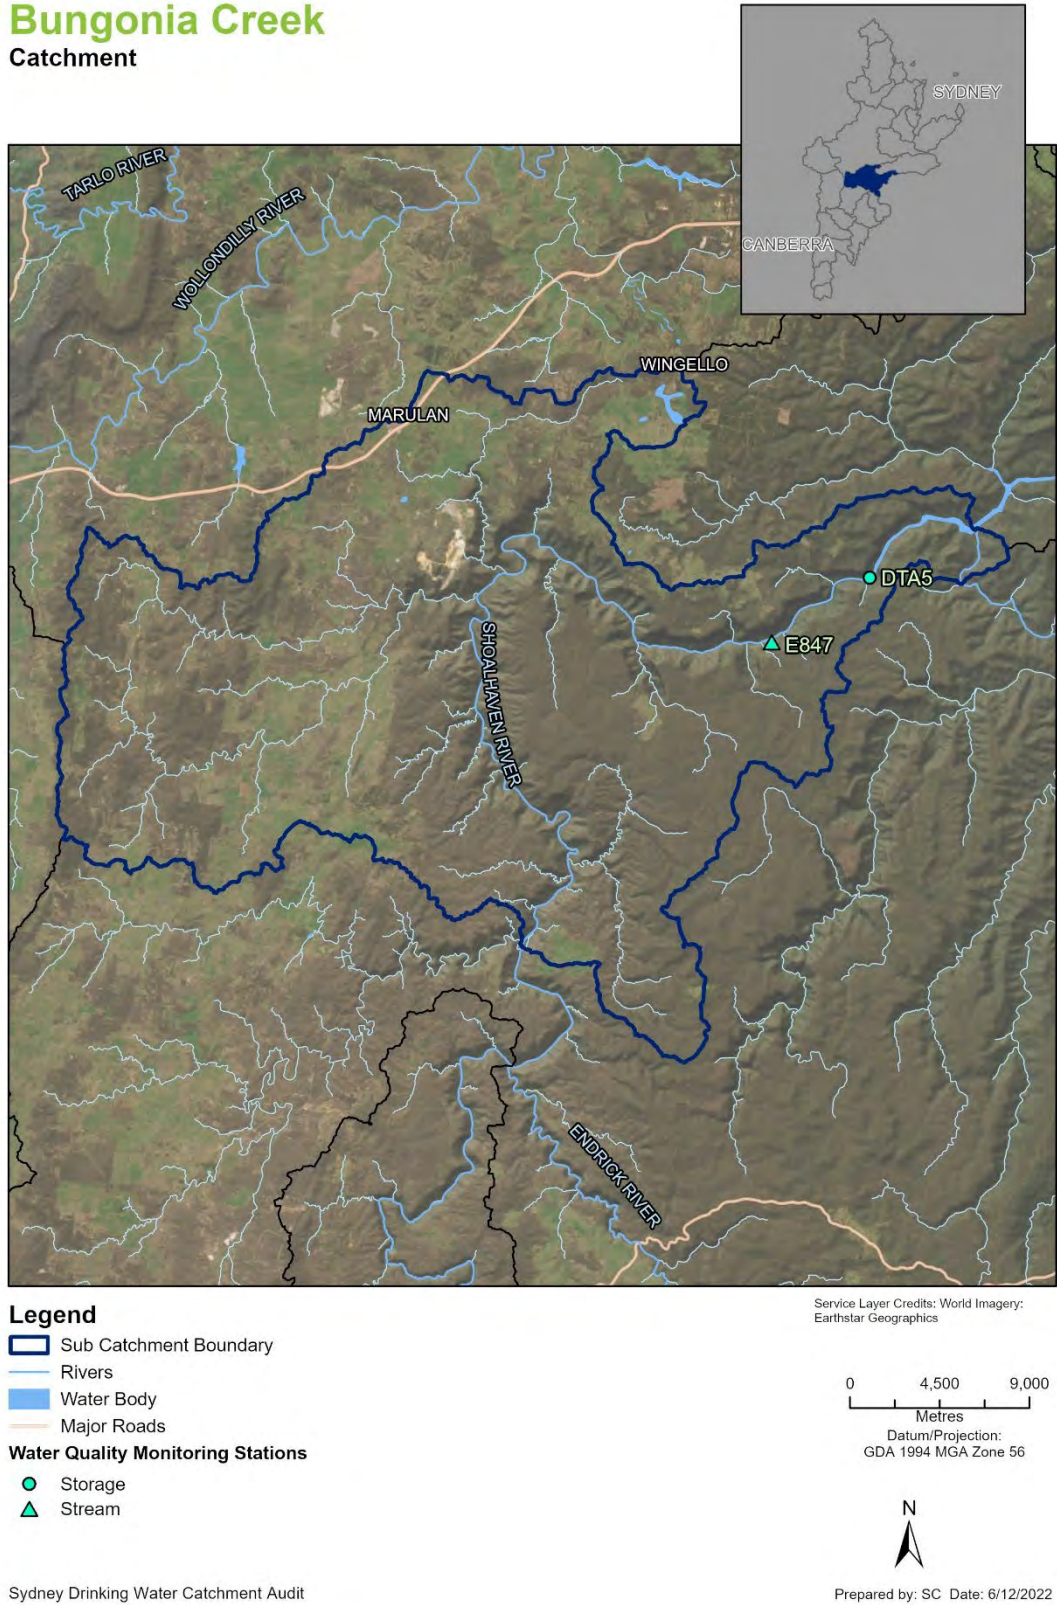 Bungonia Creek
Catchment
SYDNEY
CANBERRA
TARLO RIVER
WOLLONDILLY RIVER
WINGELLO
MARULAN
DTA5
E847
SHOALHAVEN RIVER
ENDRICK RIVER
Legend
Sub Catchment Boundary
Rivers
Water Body
Major Roads
Water Quality Monitoring Stations
Storage
Stream
Service Layer Credits: World Imagery:
Earthstar Geographics
0 4,500 9,000
Metres
Datum/Projection:
GDA 1994 MGA Zone 56
N
Sydney Drinking Water Catchment Audit
Prepared by: SC Date: 6/12/2022